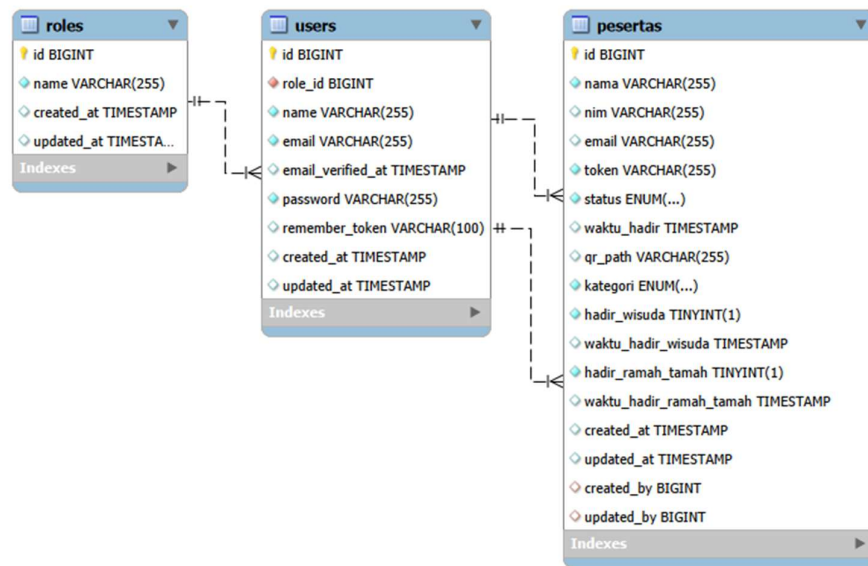 roles
id BIGINT
name VARCHAR(255)
created_at TIMESTAMP
updated_at TIMESTA...
Indexes
users
id BIGINT
role_id BIGINT
name VARCHAR(255)
email VARCHAR(255)
email_verified_at TIMESTAMP
password VARCHAR(255)
remember_token VARCHAR(100)
created_at TIMESTAMP
updated_at TIMESTAMP
Indexes
pesertas
id BIGINT
nama VARCHAR(255)
nim VARCHAR(255)
email VARCHAR(255)
token VARCHAR(255)
status ENUM(...)
waktu_hadir TIMESTAMP
qr_path VARCHAR(255)
kategori ENUM(...)
hadir_wisuda TINYINT(1)
waktu_hadir_wisuda TIMESTAMP
hadir_ramah_tamah TINYINT(1)
waktu_hadir_ramah_tamah TIMESTAMP
created_at TIMESTAMP
updated_at TIMESTAMP
created_by BIGINT
updated_by BIGINT
Indexes